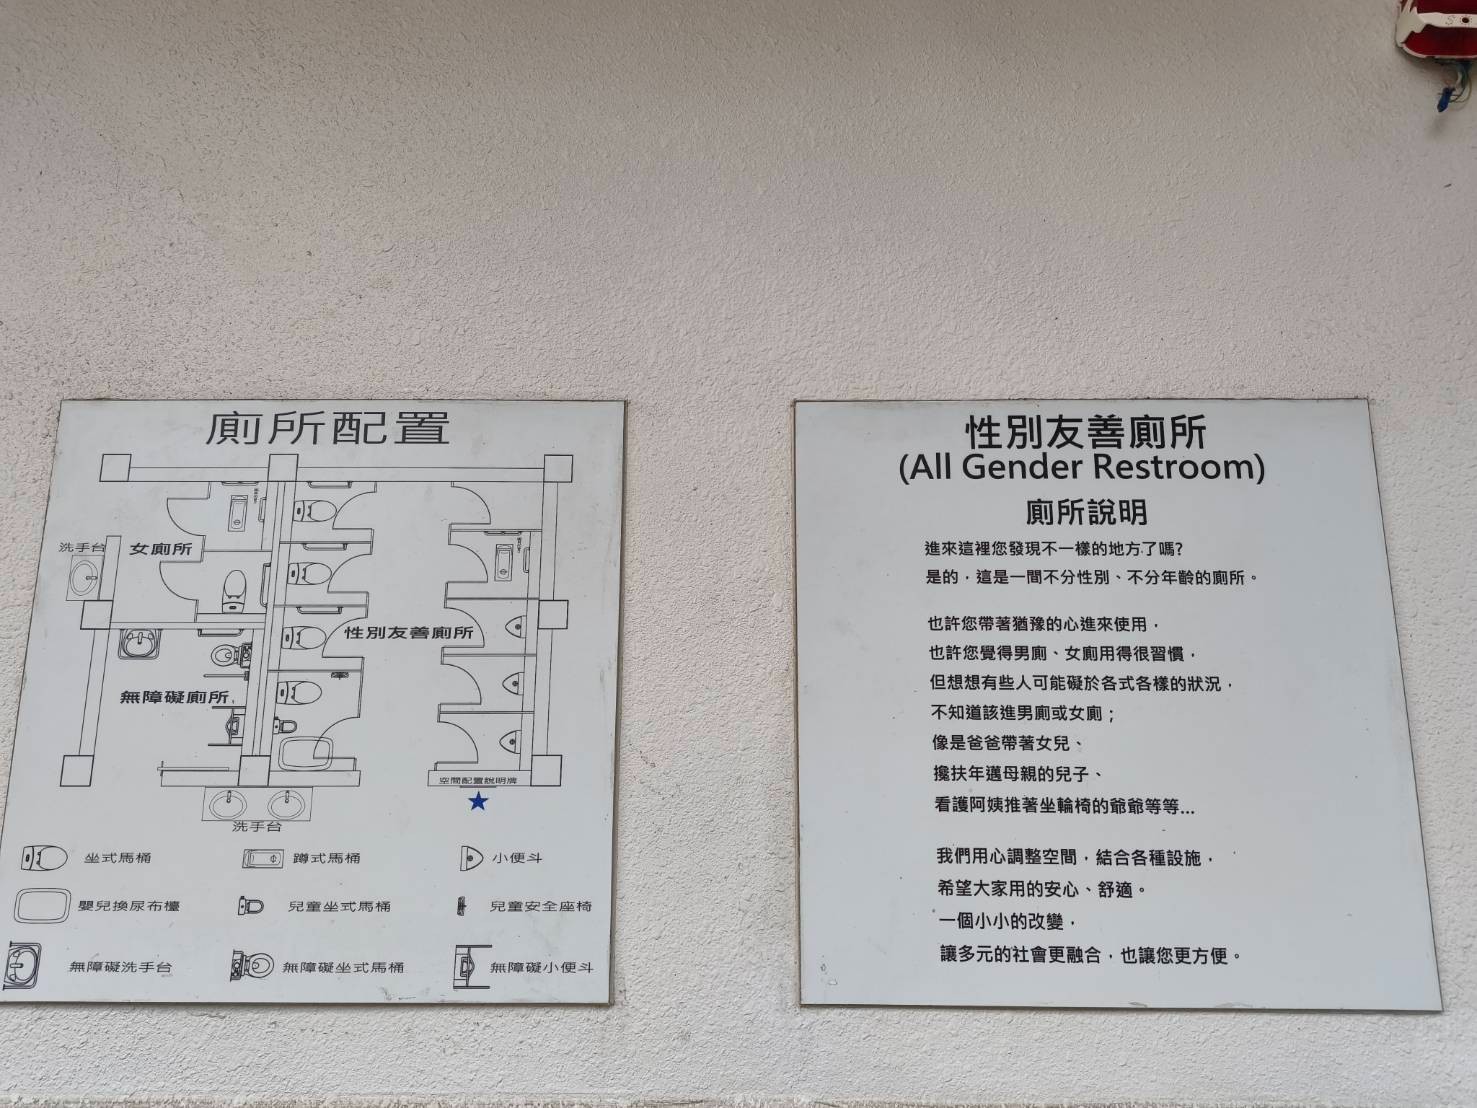 廁所配置
洗手台
女廁所
性別友善廁所
無障礙廁所
空間配置說明牌
洗手台
坐式馬桶
蹲式馬桶
小便斗
嬰兒換尿布檯
兒童坐式馬桶
兒童安全座椅
無障礙洗手台
無障礙坐式馬桶
無障礙小便斗
性別友善廁所
(All Gender Restroom)
廁所說明
進來這裡您發現不一樣的地方了嗎?
是的，這是一間不分性別、不分年齡的廁所。
也許您帶著猶豫的心進來使用，
也許您覺得男廁、女廁用得很習慣，
但想想有些人可能礙於各式各樣的狀況，
不知道該進男廁或女廁；
像是爸爸帶著女兒、
攙扶年邁母親的兒子、
看護阿姨推著坐輪椅的爺爺等等...
我們用心調整空間，結合各種設施，
希望大家用的安心、舒適。
一個小小的改變，
讓多元的社會更融合，也讓您更方便。